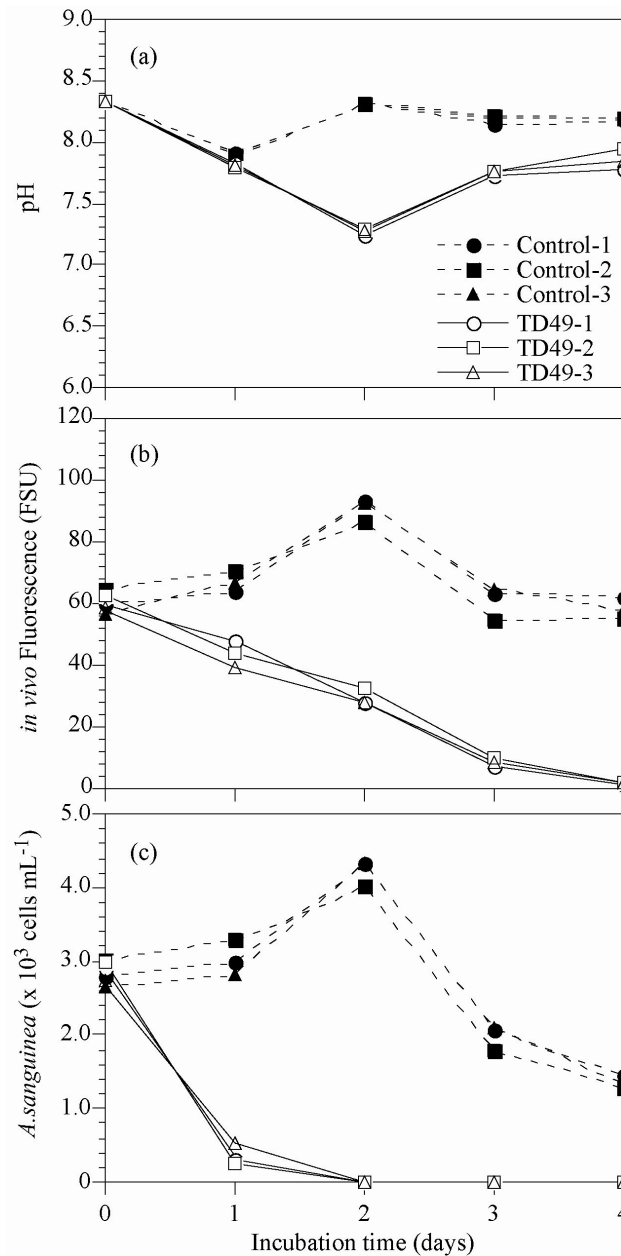 (a)
pH
9.0
8.5
8.0
7.5
7.0
6.5
6.0
Control-1
Control-2
Control-3
TD49-1
TD49-2
TD49-3
(b)
in vivo Fluorescence (FSU)
120
100
80
60
40
20
0
(c)
A.sanguinea (x 10³ cells mL⁻¹)
5.0
4.0
3.0
2.0
1.0
0
0 1 2 3 4
Incubation time (days)